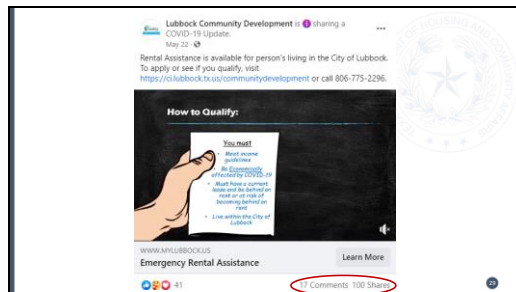 Lubbock Community Development is sharing a
COVID-19 Update.
May 22
Rental Assistance is available for person's living in the City of Lubbock.
To apply or see if you qualify, visit
https://ci.lubbock.tx.us/communitydevelopment or call 806-775-2296.
How to Qualify:
You must:
• Meet income
guidelines
• Be Economically
affected by COVID-19
• Must have a current
lease and be behind on
rent or at risk of
becoming behind on
rent
• Live within the City of
Lubbock
WWW.MYLUBBOCK.US
Emergency Rental Assistance
Learn More
41
17 Comments 100 Shares
29